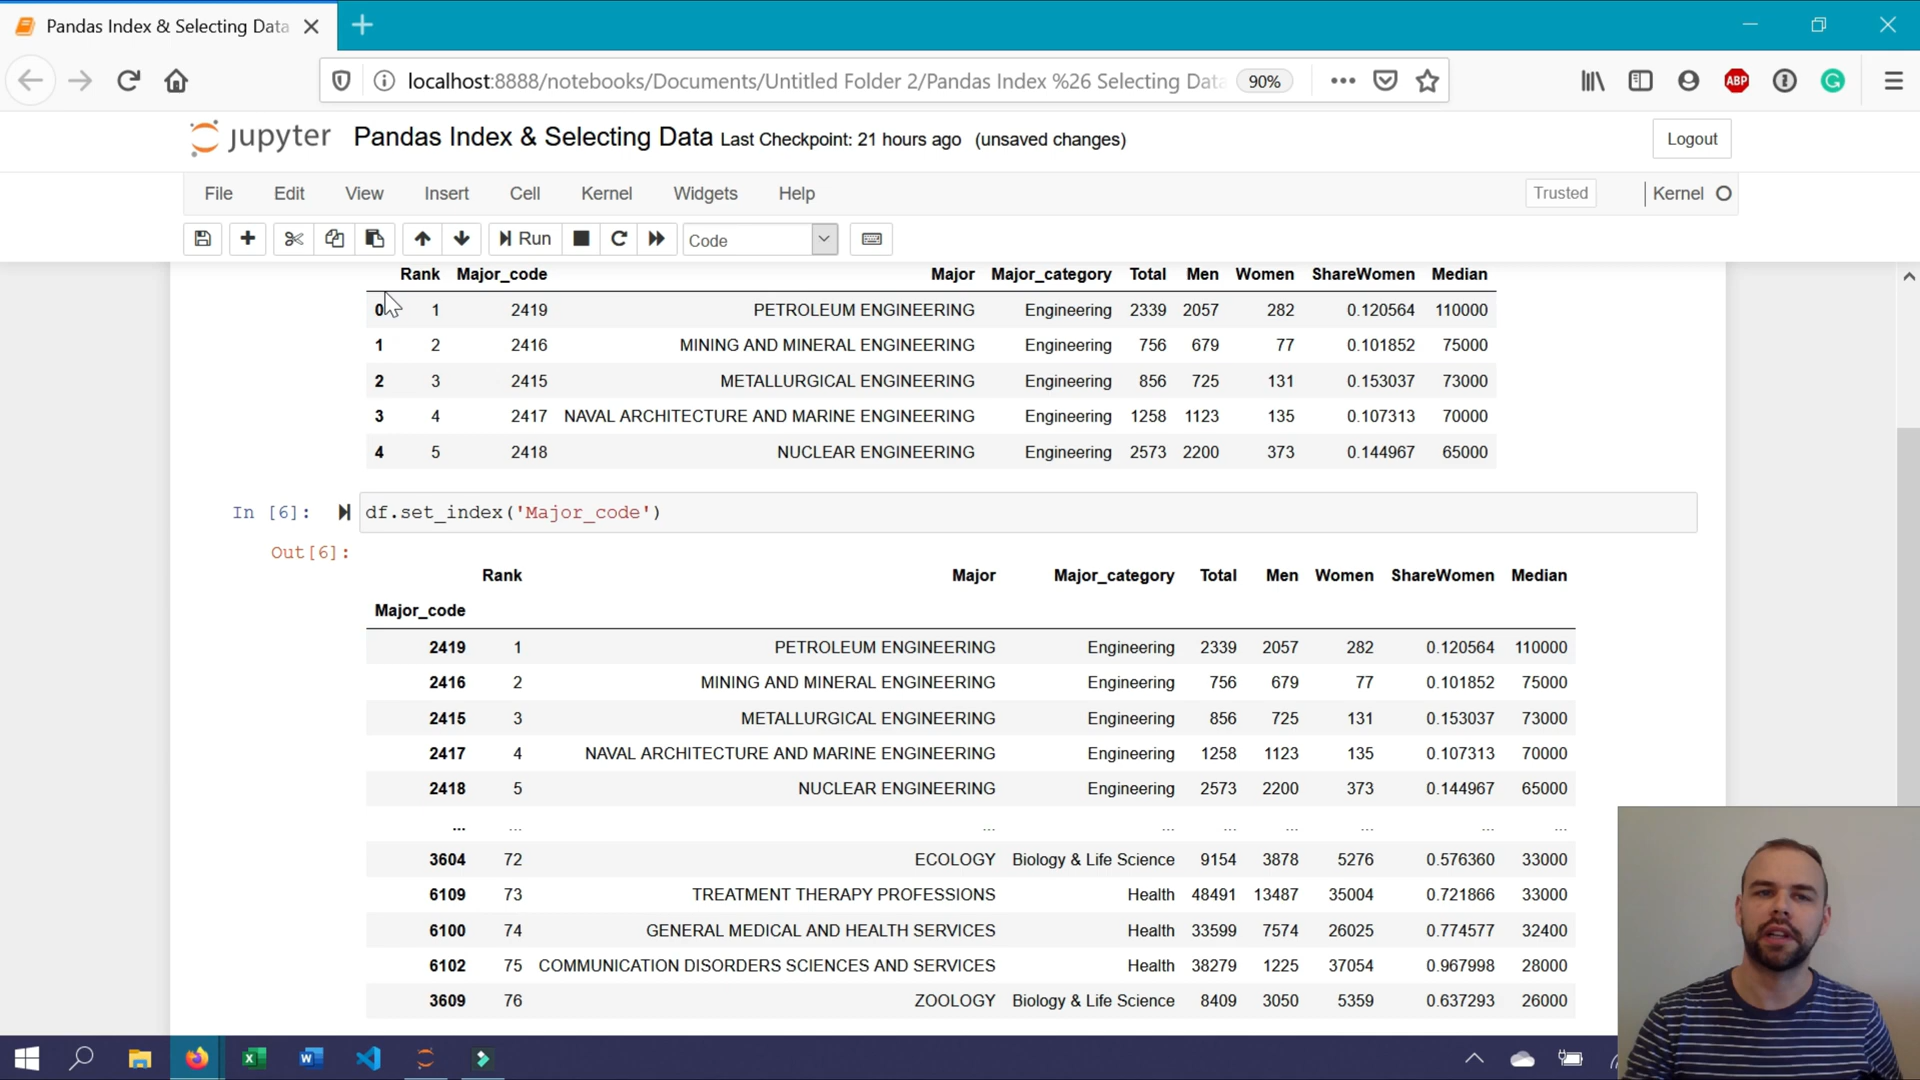 Pandas Index & Selecting Data
localhost:8888/notebooks/Documents/Untitled Folder 2/Pandas Index %26 Selecting Data
90%
ABP
jupyter Pandas Index & Selecting Data Last Checkpoint: 21 hours ago (unsaved changes)
Logout
File Edit View Insert Cell Kernel Widgets Help
Trusted Kernel
Run Code
Rank Major_code Major Major_category Total Men Women ShareWomen Median
0 1 2419 PETROLEUM ENGINEERING Engineering 2339 2057 282 0.120564 110000
1 2 2416 MINING AND MINERAL ENGINEERING Engineering 756 679 77 0.101852 75000
2 3 2415 METALLURGICAL ENGINEERING Engineering 856 725 131 0.153037 73000
3 4 2417 NAVAL ARCHITECTURE AND MARINE ENGINEERING Engineering 1258 1123 135 0.107313 70000
4 5 2418 NUCLEAR ENGINEERING Engineering 2573 2200 373 0.144967 65000
In [6]: df.set_index('Major_code')
Out[6]:
Rank Major Major_category Total Men Women ShareWomen Median
Major_code
2419 1 PETROLEUM ENGINEERING Engineering 2339 2057 282 0.120564 110000
2416 2 MINING AND MINERAL ENGINEERING Engineering 756 679 77 0.101852 75000
2415 3 METALLURGICAL ENGINEERING Engineering 856 725 131 0.153037 73000
2417 4 NAVAL ARCHITECTURE AND MARINE ENGINEERING Engineering 1258 1123 135 0.107313 70000
2418 5 NUCLEAR ENGINEERING Engineering 2573 2200 373 0.144967 65000
... ... ... ... ... ... ... ... ...
3604 72 ECOLOGY Biology & Life Science 9154 3878 5276 0.576360 33000
6109 73 TREATMENT THERAPY PROFESSIONS Health 48491 13487 35004 0.721866 33000
6100 74 GENERAL MEDICAL AND HEALTH SERVICES Health 33599 7574 26025 0.774577 32400
6102 75 COMMUNICATION DISORDERS SCIENCES AND SERVICES Health 38279 1225 37054 0.967998 28000
3609 76 ZOOLOGY Biology & Life Science 8409 3050 5359 0.637293 26000